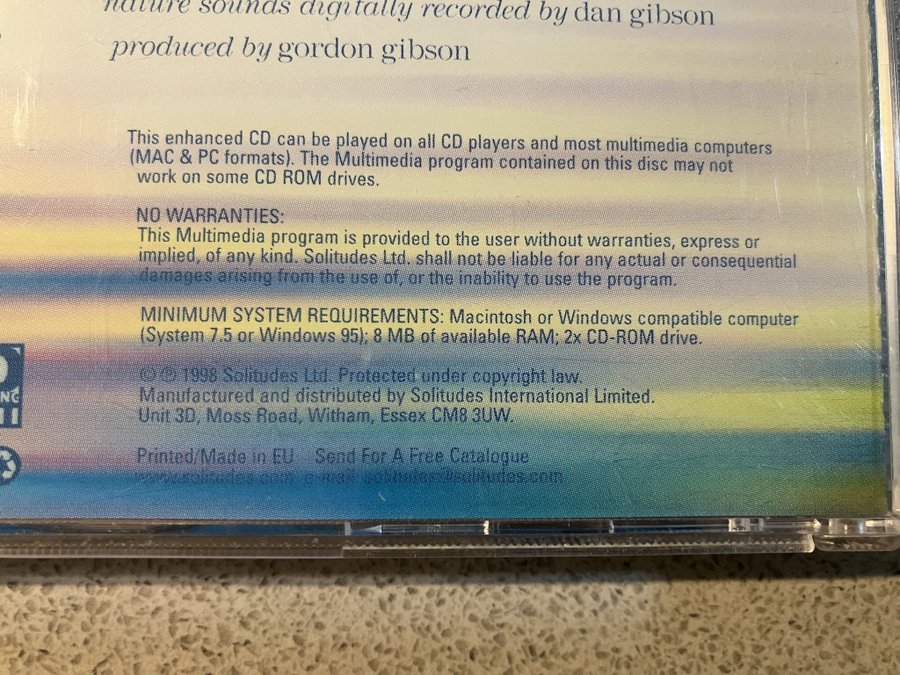 nature sounds digitally recorded by dan gibson
produced by gordon gibson
This enhanced CD can be played on all CD players and most multimedia computers
(MAC & PC formats). The Multimedia program contained on this disc may not
work on some CD ROM drives.
NO WARRANTIES:
This Multimedia program is provided to the user without warranties, express or
implied, of any kind. Solitudes Ltd. shall not be liable for any actual or consequential
damages arising from the use of, or the inability to use the program.
MINIMUM SYSTEM REQUIREMENTS: Macintosh or Windows compatible computer
(System 7.5 or Windows 95); 8 MB of available RAM; 2x CD-ROM drive.
© ℗ 1998 Solitudes Ltd. Protected under copyright law.
Manufactured and distributed by Solitudes International Limited.
Unit 3D, Moss Road, Witham, Essex CM8 3UW.
Printed/Made in EU Send For A Free Catalogue
www.solitudes.com e-mail solitudes@solitudes.com